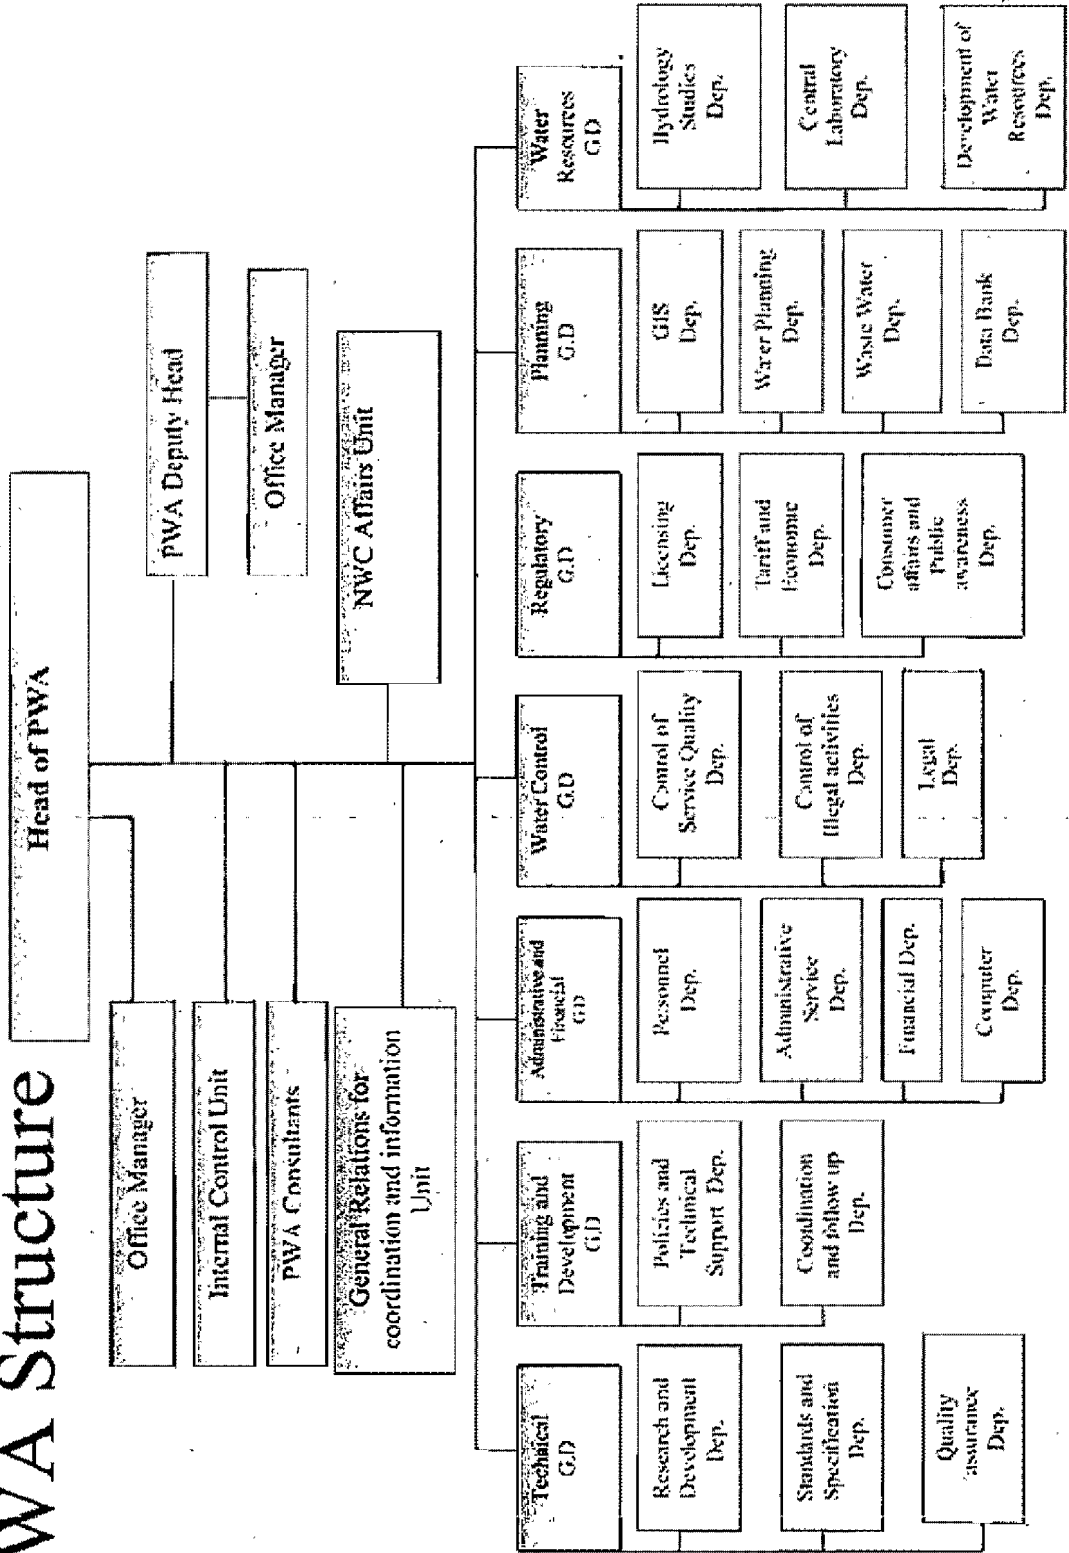 WA Structure
Head of PWA
Office Manager
PWA Deputy Head
Internal Control Unit
Office Manager
PWA Consultants
General Relations for
coordination and information
Unit
NWC Affairs Unit
Technical
G.D
Research and
Development
Dep.
Standards and
Specification
Dep.
Quality
assurance
Dep.
Training and
Development
G.D
Policies and
Technical
Support Dep.
Coordination
and follow up
Dep.
Administrative and
Financial
G.D
Personnel
Dep.
Administrative
Service
Dep.
Financial Dep.
Computer
Dep.
Water Control
G.D
Control of
Service Quality
Dep.
Control of
Illegal activities
Dep.
Legal
Dep.
Regulatory
G.D
Licensing
Dep.
Tariff and
Economic
Dep.
Consumer
affairs and
Public
awareness
Dep.
Planning
G.D
GIS
Dep.
Water Planning
Dep.
Waste Water
Dep.
Data Bank
Dep.
Water
Resources
G.D
Hydrology
Studies
Dep.
Central
Laboratory
Dep.
Development of
Water
Resources
Dep.